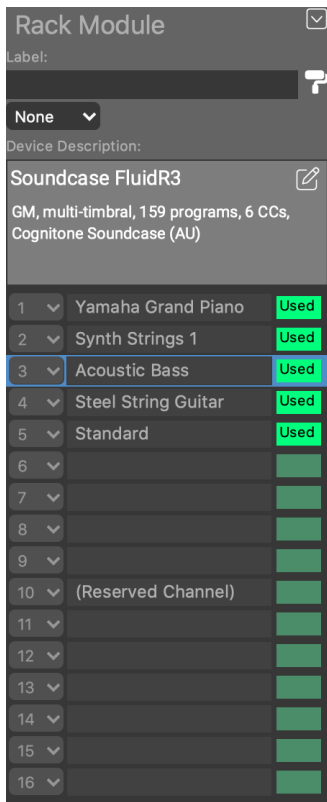 Rack Module
Label:
None
Device Description:
Soundcase FluidR3
GM, multi-timbral, 159 programs, 6 CCs,
Cognitone Soundcase (AU)
1 Yamaha Grand Piano Used
2 Synth Strings 1 Used
3 Acoustic Bass Used
4 Steel String Guitar Used
5 Standard Used
6
7
8
9
10 (Reserved Channel)
11
12
13
14
15
16